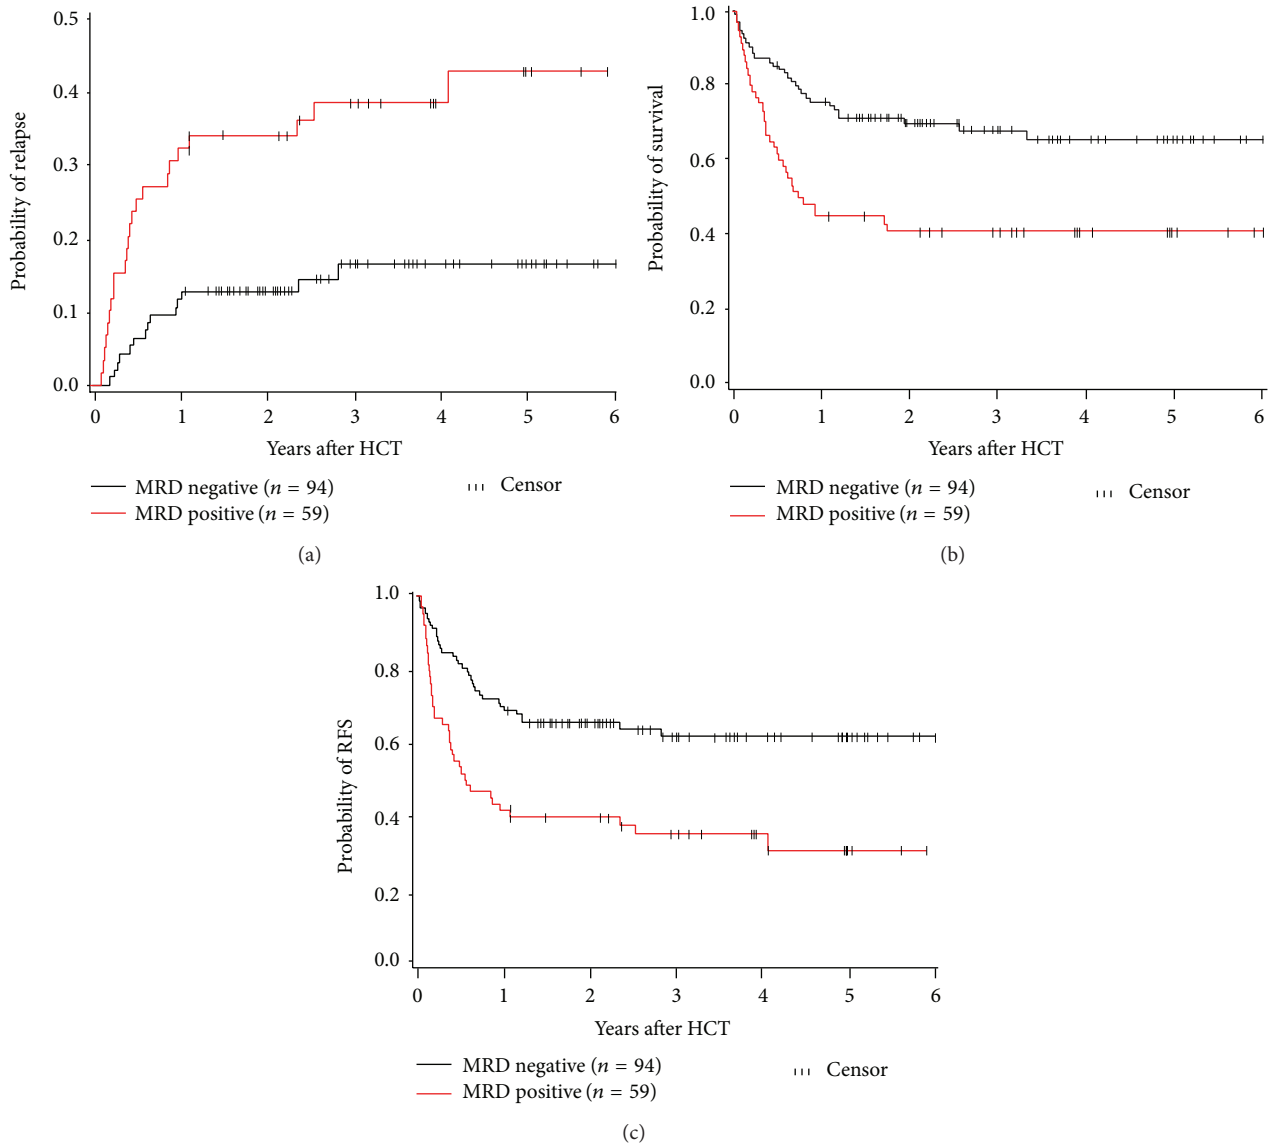 0.5
0.4
0.3
0.2
0.1
0.0
Probability of relapse
0 1 2 3 4 5 6
Years after HCT
MRD negative (n = 94)
MRD positive (n = 59)
Censor
(a)
1.0
0.8
0.6
0.4
0.2
0.0
Probability of survival
0 1 2 3 4 5 6
Years after HCT
MRD negative (n = 94)
MRD positive (n = 59)
Censor
(b)
1.0
0.8
0.6
0.4
0.2
0.0
Probability of RFS
0 1 2 3 4 5 6
Years after HCT
MRD negative (n = 94)
MRD positive (n = 59)
Censor
(c)